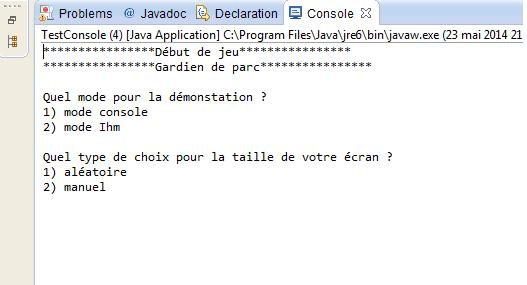 Problems @ Javadoc Declaration Console
TestConsole (4) [Java Application] C:\Program Files\Java\jre6\bin\javaw.exe (23 mai 2014 21
***************Début de jeu***************
***************Gardien de parc***************
Quel mode pour la démonstation ?
1) mode console
2) mode Ihm
Quel type de choix pour la taille de votre écran ?
1) aléatoire
2) manuel